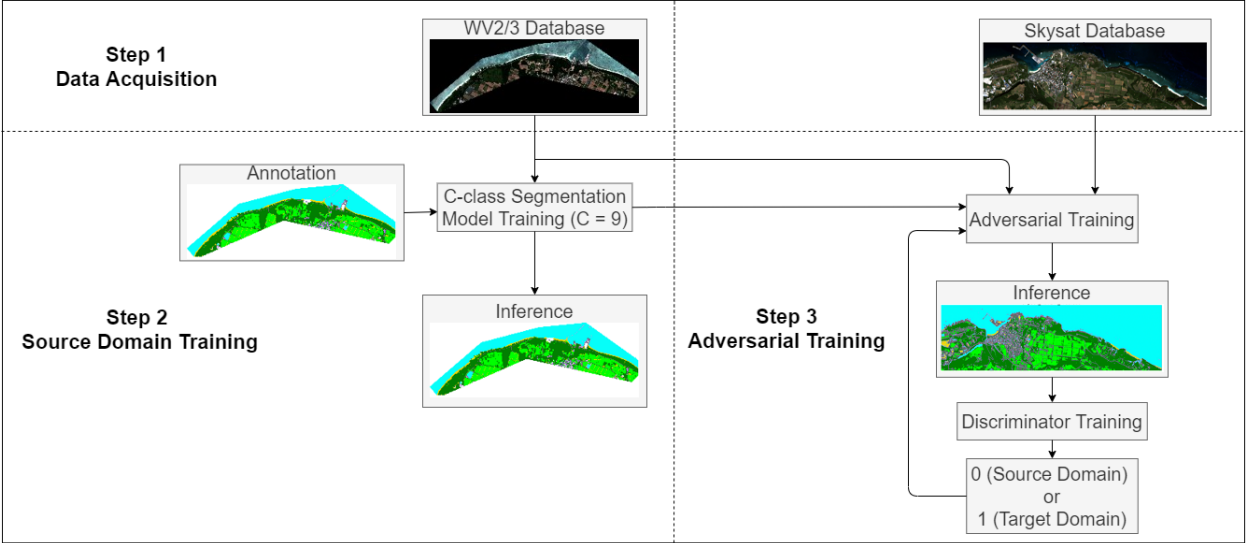 Step 1
Data Acquisition
WV2/3 Database
Skysat Database
Annotation
C-class Segmentation
Model Training (C = 9)
Adversarial Training
Step 2
Source Domain Training
Inference
Step 3
Adversarial Training
Inference
Discriminator Training
0 (Source Domain)
or
1 (Target Domain)